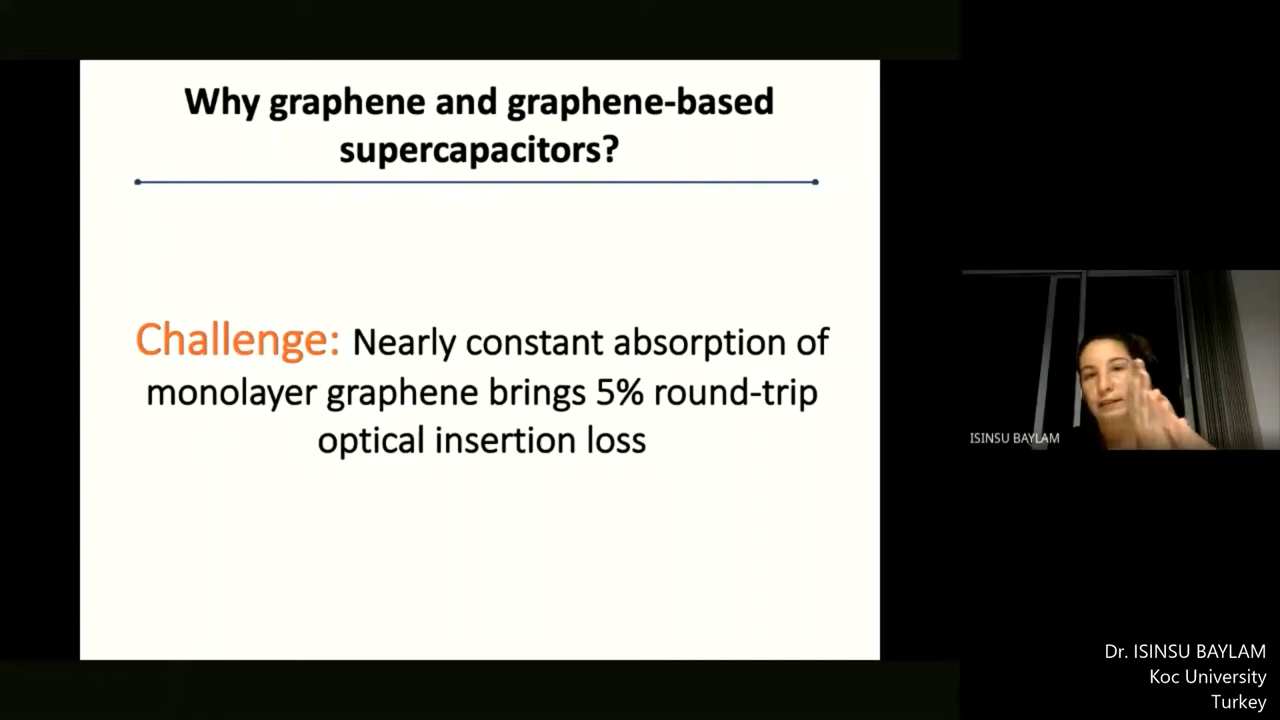 Why graphene and graphene-based
supercapacitors?
Challenge: Nearly constant absorption of
monolayer graphene brings 5% round-trip
optical insertion loss
ISINSU BAYLAM
Dr. ISINSU BAYLAM
Koc University
Turkey